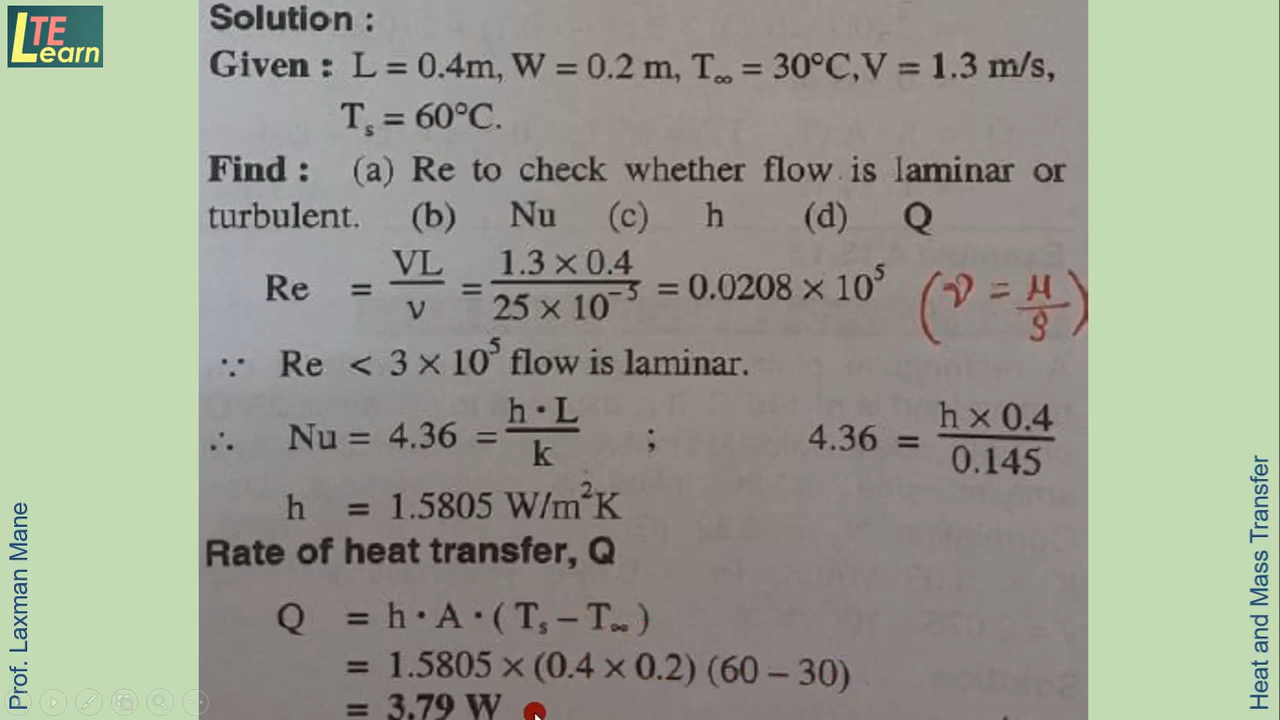 LTE
Learn
Solution :
Given : L = 0.4m, W = 0.2 m, T∞ = 30°C, V = 1.3 m/s,
Tₛ = 60°C.
Find : (a) Re to check whether flow is laminar or
turbulent. (b) Nu (c) h (d) Q
Re = VL/ν = 1.3 × 0.4 / 25 × 10⁻⁵ = 0.0208 × 10⁵ (ν = μ/ρ)
∵ Re < 3 × 10⁵ flow is laminar.
∴ Nu = 4.36 = h · L / k ; 4.36 = h × 0.4 / 0.145
h = 1.5805 W/m²K
Rate of heat transfer, Q
Q = h · A · ( Tₛ – T∞ )
= 1.5805 × (0.4 × 0.2) (60 – 30)
= 3.79 W
Prof. Laxman Mane
Heat and Mass Transfer